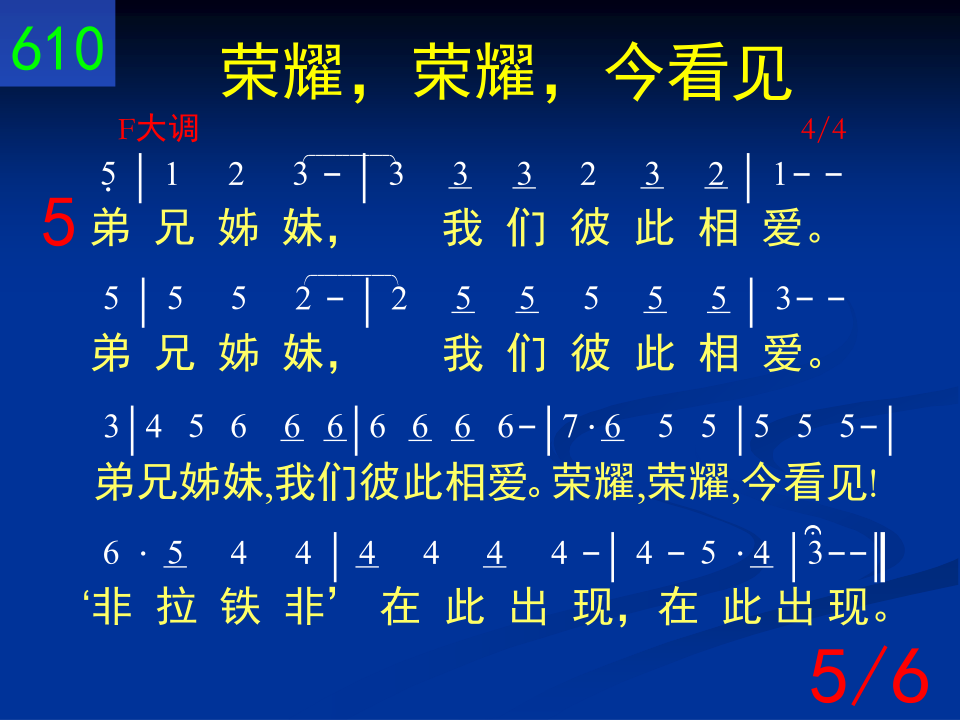 610
荣耀，荣耀，今看见
F大调 4/4
5̣ | 1 2 3 - | 3 3 3 2 3 2 | 1 - -
5 弟 兄 姊 妹， 我 们 彼 此 相 爱。
5 | 5 5 2 - | 2 5 5 5 5 5 | 3 - -
弟 兄 姊 妹， 我 们 彼 此 相 爱。
3 | 4 5 6 6 6 | 6 6 6 6 - | 7 · 6 5 5 | 5 5 5 - |
弟兄姊妹,我们彼此相爱。荣耀,荣耀,今看见!
6 · 5 4 4 | 4 4 4 4 - | 4 - 5 · 4 | 3 - - ‖
‘非 拉 铁 非’ 在 此 出 现，在 此 出 现。
5/6